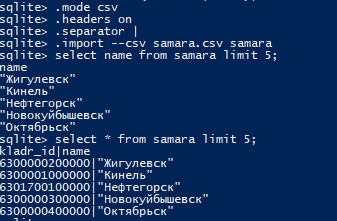 sqlite> .mode csv
sqlite> .headers on
sqlite> .separator |
sqlite> .import --csv samara.csv samara
sqlite> select name from samara limit 5;
name
"Жигулевск"
"Кинель"
"Нефтегорск"
"Новокуйбышевск"
"Октябрьск"
sqlite> select * from samara limit 5;
kladr_id|name
6300000200000|"Жигулевск"
6300001000000|"Кинель"
6301700100000|"Нефтегорск"
6300000300000|"Новокуйбышевск"
6300000400000|"Октябрьск"